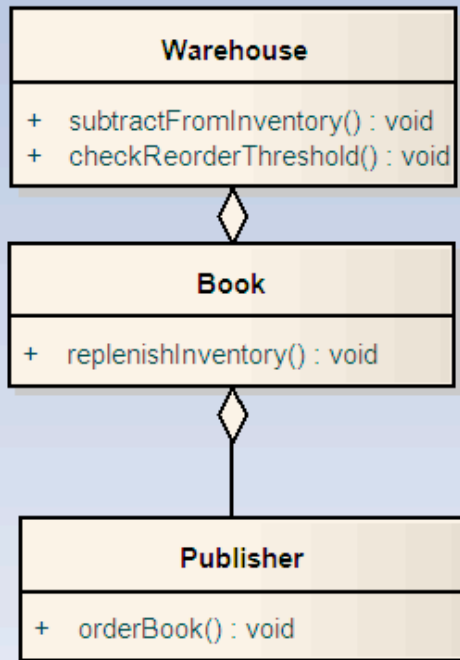 Warehouse
+ subtractFromInventory() : void
+ checkReorderThreshold() : void
Book
+ replenishInventory() : void
Publisher
+ orderBook() : void